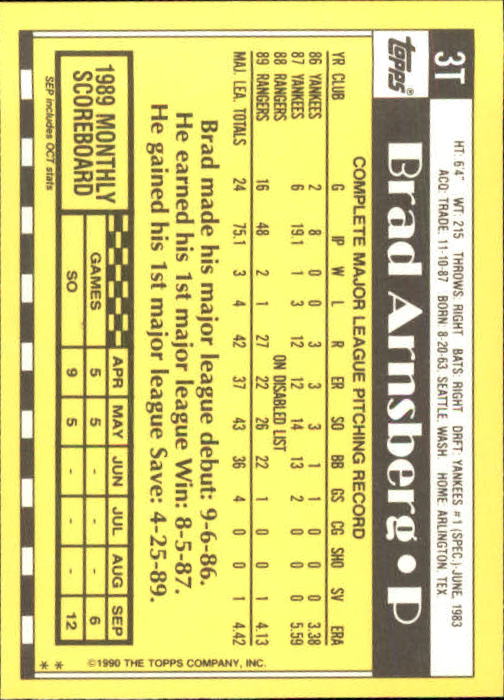 3T
topps®
Brad Arnsberg • P
HT: 6'4" WT: 215 THROWS: RIGHT BATS: RIGHT DRFT: YANKEES #1 (SPEC.)-JUNE, 1983
ACQ: TRADE, 11-10-87 BORN: 8-20-63, SEATTLE, WASH. HOME: ARLINGTON, TEX.
COMPLETE MAJOR LEAGUE PITCHING RECORD
YR CLUB G IP W L R ER SO BB GS CG SHO SV ERA
86 YANKEES 2 8 0 0 3 3 3 1 1 0 0 0 3.38
87 YANKEES 6 19.1 1 3 12 12 14 13 2 0 0 0 5.59
88 RANGERS ON DISABLED LIST
89 RANGERS 16 48 2 1 27 22 26 22 1 0 0 1 4.13
MAJ. LEA. TOTALS 24 75.1 3 4 42 37 43 36 4 0 0 1 4.42
Brad made his major league debut: 9-6-86.
He earned his 1st major league Win: 8-5-87.
He gained his 1st major league Save: 4-25-89.
1989 MONTHLY
SCOREBOARD
APR MAY JUN JUL AUG SEP
GAMES 5 5 - - - 6
SO 9 5 - - - 12
SEP includes OCT stats
* * ©1990 THE TOPPS COMPANY, INC.